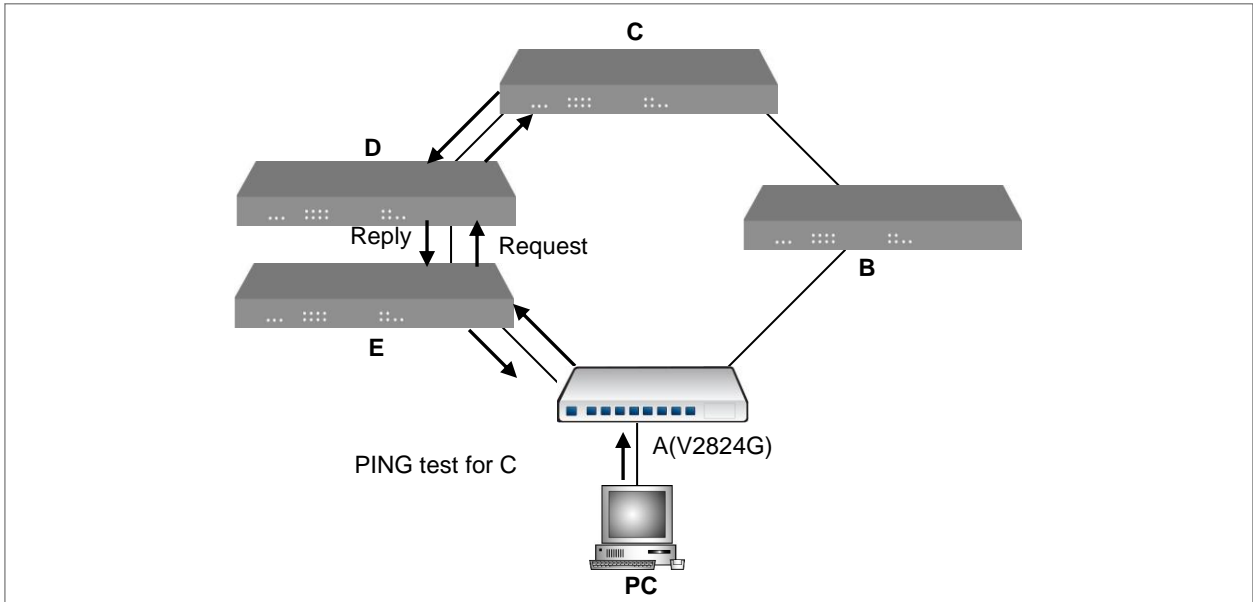 C
D
Reply
Request
B
E
A(V2824G)
PING test for C
PC